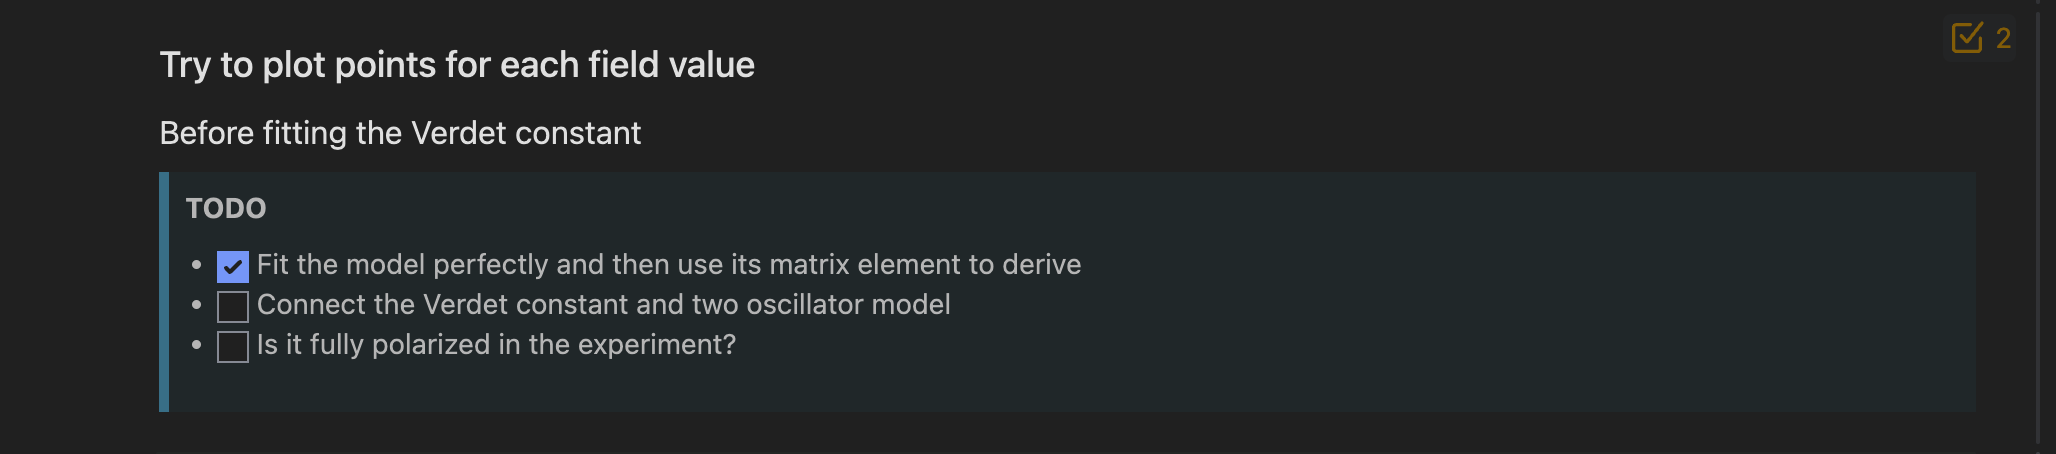 2
Try to plot points for each field value
Before fitting the Verdet constant
TODO
Fit the model perfectly and then use its matrix element to derive
Connect the Verdet constant and two oscillator model
Is it fully polarized in the experiment?